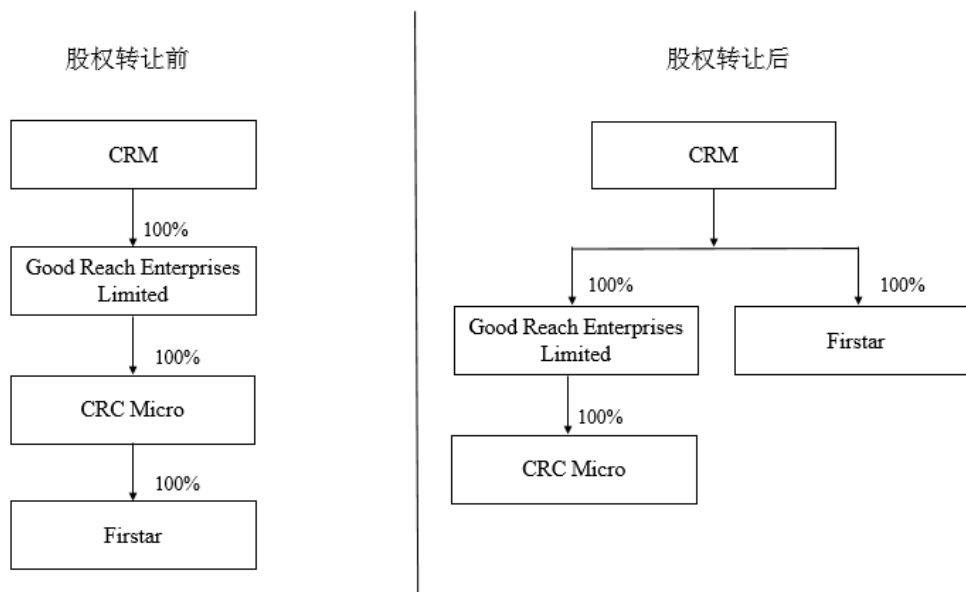 股权转让前
CRM
100%
Good Reach Enterprises
Limited
100%
CRC Micro
100%
Firstar
股权转让后
CRM
100%
100%
Good Reach Enterprises
Limited
Firstar
100%
CRC Micro